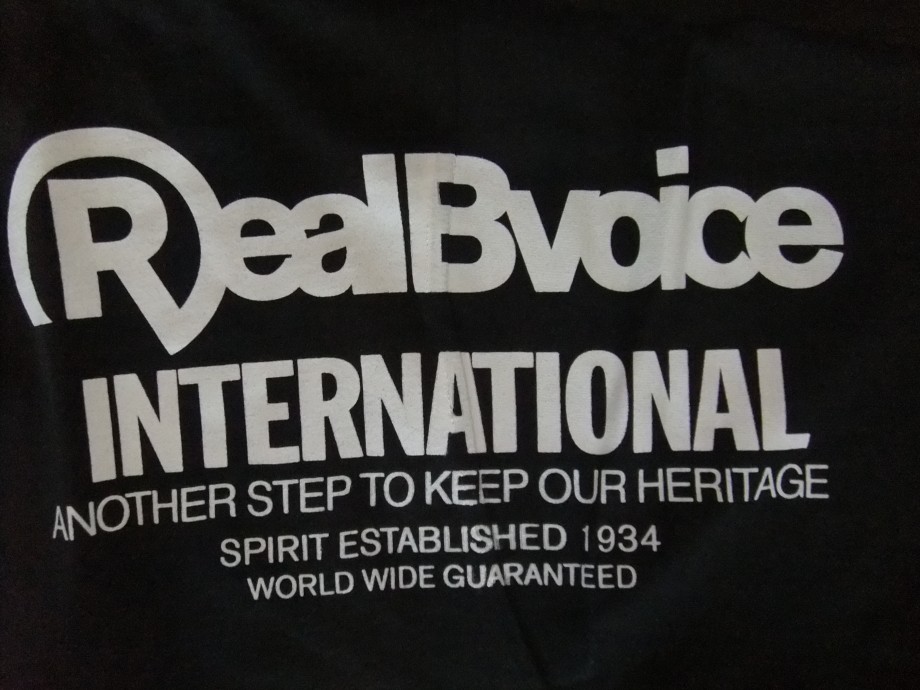 RealBvoice
INTERNATIONAL
ANOTHER STEP TO KEEP OUR HERITAGE
SPIRIT ESTABLISHED 1934
WORLD WIDE GUARANTEED